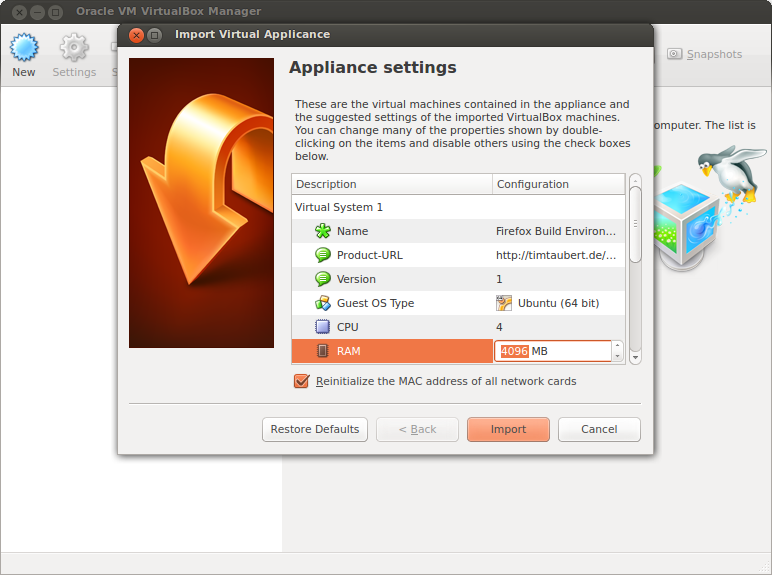 Oracle VM VirtualBox Manager
Import Virtual Applicance
New
Settings
S
Snapshots
Appliance settings
These are the virtual machines contained in the appliance and
the suggested settings of the imported VirtualBox machines.
You can change many of the properties shown by double-
clicking on the items and disable others using the check boxes
below.
omputer. The list is
Description Configuration
Virtual System 1
Name Firefox Build Environ...
Product-URL http://timtaubert.de/...
Version 1
Guest OS Type Ubuntu (64 bit)
CPU 4
RAM 4096 MB
Reinitialize the MAC address of all network cards
Restore Defaults < Back Import Cancel